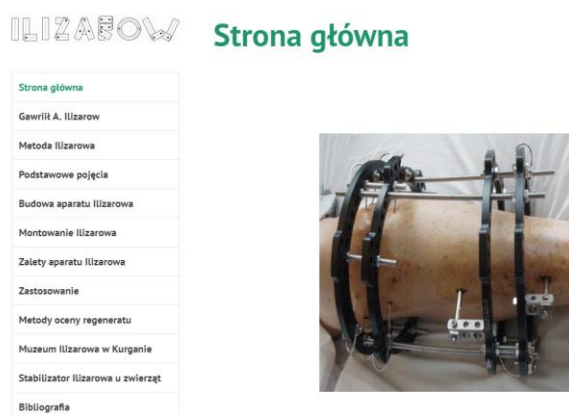 ILIZAROW
Strona główna
Strona główna
Gawriił A. Ilizarow
Metoda Ilizarowa
Podstawowe pojęcia
Budowa aparatu Ilizarowa
Montowanie Ilizarowa
Zalety aparatu Ilizarowa
Zastosowanie
Metody oceny regeneratu
Muzeum Ilizarowa w Kurganie
Stabilizator Ilizarowa u zwierząt
Bibliografia